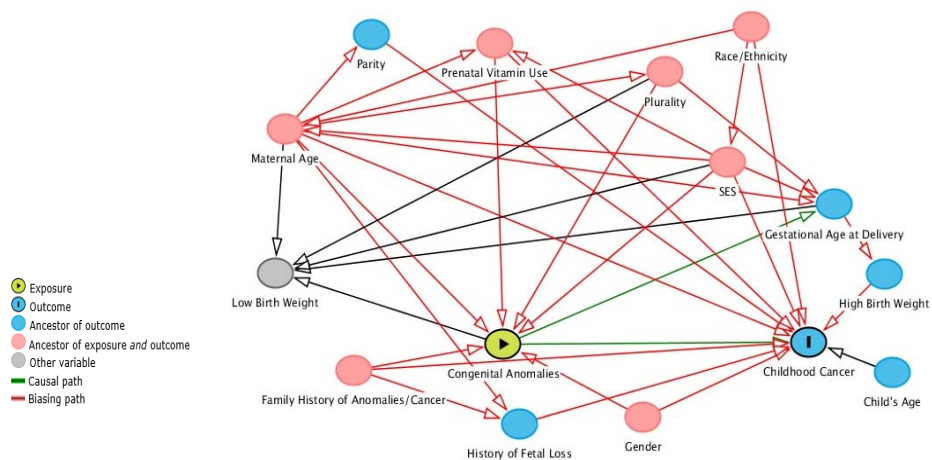 Parity
Prenatal Vitamin Use
Race/Ethnicity
Plurality
Maternal Age
SES
Gestational Age at Delivery
Low Birth Weight
High Birth Weight
Exposure
Outcome
Ancestor of outcome
Ancestor of exposure and outcome
Other variable
Causal path
Biasing path
Congenital Anomalies
Childhood Cancer
Family History of Anomalies/Cancer
Child's Age
History of Fetal Loss
Gender